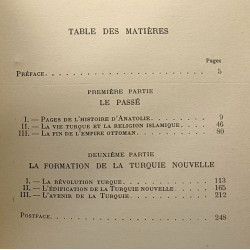 TABLE DES MATIÈRES
Pages
PRÉFACE. 5
PREMIÈRE PARTIE
LE PASSÉ
I. — PAGES DE L'HISTOIRE D'ANATOLIE 9
II. — LA VIE TURQUE ET LA RELIGION ISLAMIQUE. 46
III. — LA FIN DE L'EMPIRE OTTOMAN 80
DEUXIÈME PARTIE
LA FORMATION DE LA TURQUIE NOUVELLE
I. — LA RÉVOLUTION TURQUE. 113
II. — L'ÉDIFICATION DE LA TURQUIE NOUVELLE 165
III. — L'AVENIR DE LA TURQUIE 212
POSTFACE. 248